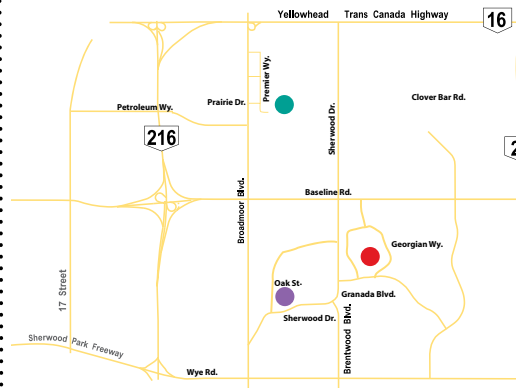 Yellowhead Trans Canada Highway
16
Premier Wy.
Prairie Dr.
Petroleum Wy.
Clover Bar Rd.
Sherwood Dr.
216
2
Baseline Rd.
Broadmoor Blvd.
Georgian Wy.
Oak St.
Granada Blvd.
17 Street
Sherwood Dr.
Brentwood Blvd.
Sherwood Park Freeway
Wye Rd.